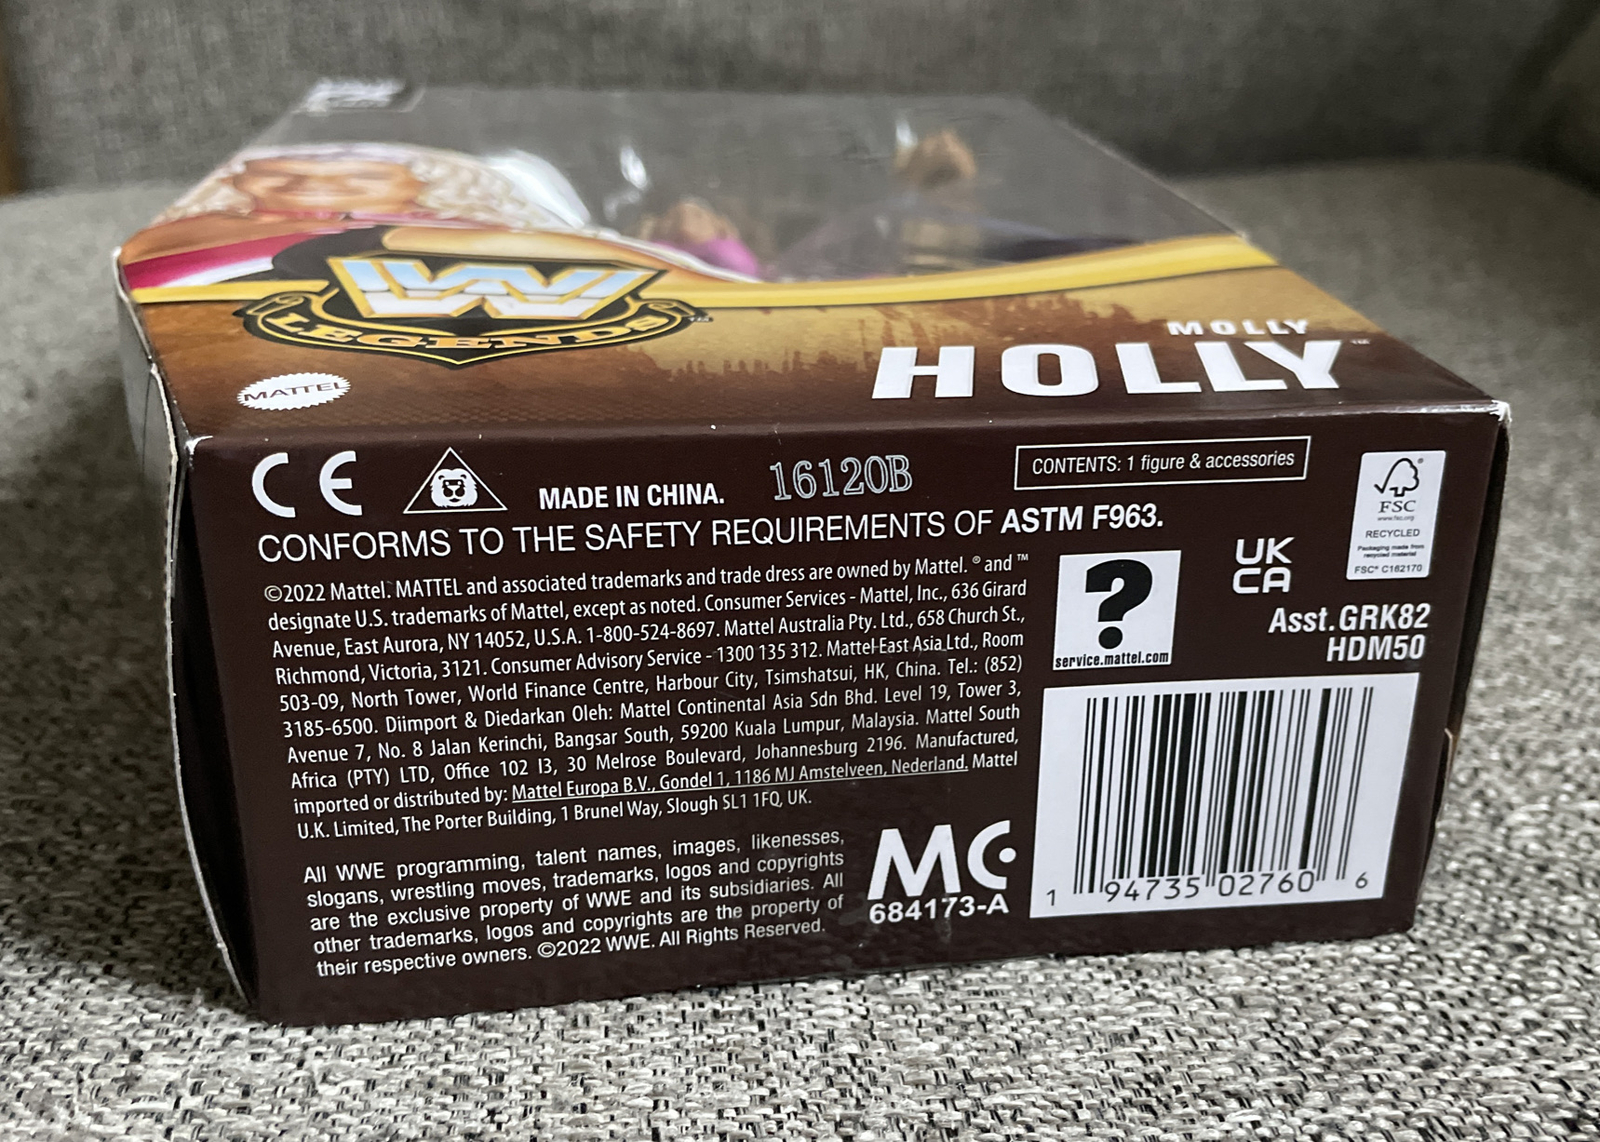 LEGENDS™
MATTEL
MOLLY
HOLLY™
CE
MADE IN CHINA.
16120B
CONTENTS: 1 figure & accessories
CONFORMS TO THE SAFETY REQUIREMENTS OF ASTM F963.
©2022 Mattel. MATTEL and associated trademarks and trade dress are owned by Mattel. ® and ™
designate U.S. trademarks of Mattel, except as noted. Consumer Services - Mattel, Inc., 636 Girard
Avenue, East Aurora, NY 14052, U.S.A. 1-800-524-8697. Mattel Australia Pty. Ltd., 658 Church St.,
Richmond, Victoria, 3121. Consumer Advisory Service - 1300 135 312. Mattel East Asia Ltd., Room
503-09, North Tower, World Finance Centre, Harbour City, Tsimshatsui, HK, China. Tel.: (852)
3185-6500. Diimport & Diedarkan Oleh: Mattel Continental Asia Sdn Bhd. Level 19, Tower 3,
Avenue 7, No. 8 Jalan Kerinchi, Bangsar South, 59200 Kuala Lumpur, Malaysia. Mattel South
Africa (PTY) LTD, Office 102 I3, 30 Melrose Boulevard, Johannesburg 2196. Manufactured,
imported or distributed by: Mattel Europa B.V., Gondel 1, 1186 MJ Amstelveen, Nederland. Mattel
U.K. Limited, The Porter Building, 1 Brunel Way, Slough SL1 1FQ, UK.
All WWE programming, talent names, images, likenesses,
slogans, wrestling moves, trademarks, logos and copyrights
are the exclusive property of WWE and its subsidiaries. All
other trademarks, logos and copyrights are the property of
their respective owners. ©2022 WWE. All Rights Reserved.
MC
684173-A
?
service.mattel.com
UK
CA
FSC®
www.fsc.org
RECYCLED
Packaging made from
recycled material
FSC® C162170
Asst.GRK82
HDM50
1 94735 02760 6